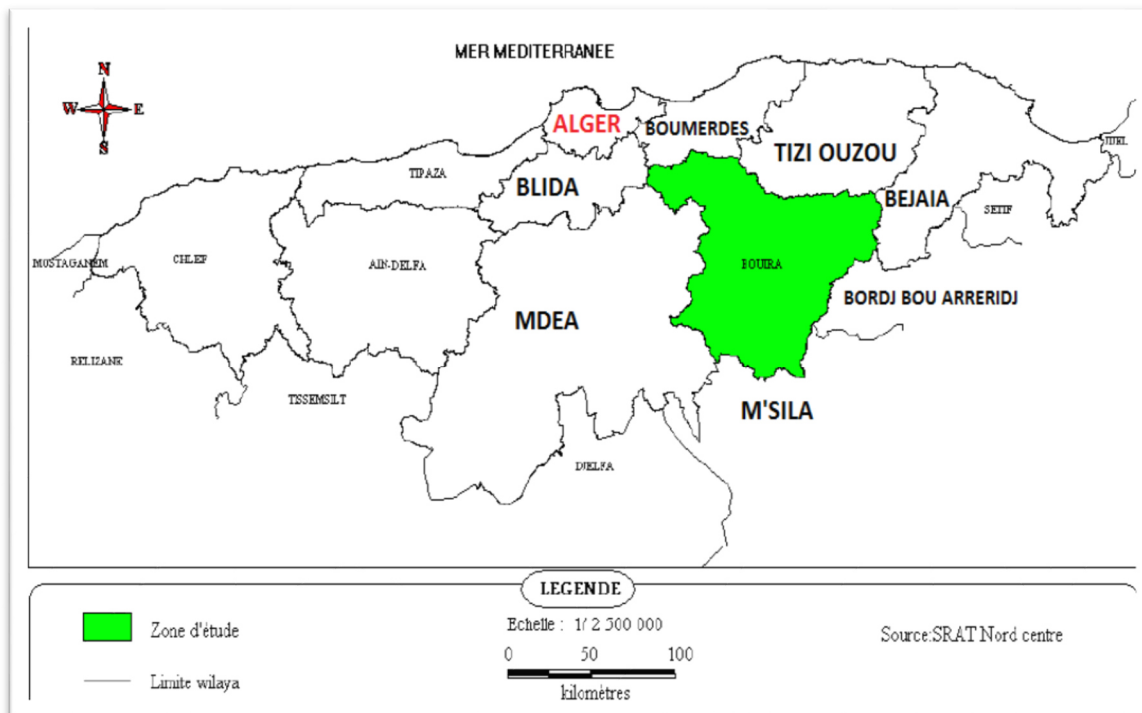 MER MEDITERRANEE
N
W E
S
ALGER
BOUMERDES
TIZI OUZOU
JIJEL
TIPAZA
BLIDA
BEJAIA
SETIF
MOSTAGANEM
CHLEF
AIN-DELFA
BOUIRA
MDEA
BORDJ BOU ARRERIDJ
RELIZANE
TISSEMSILT
M'SILA
DJELFA
LEGENDE
Zone d'étude
Limite wilaya
Echelle : 1/ 2 500 000
0 50 100
kilomètres
Source:SRAT Nord centre